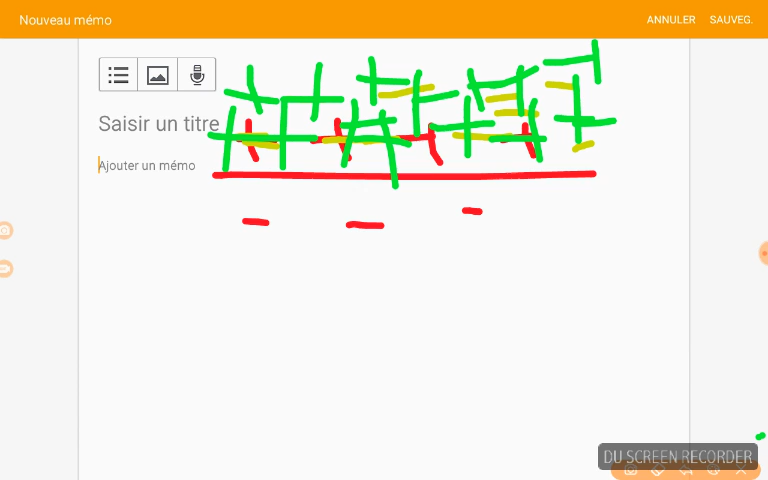 Nouveau mémo
ANNULER SAUVEG.
Saisir un titre
Ajouter un mémo
DU SCREEN RECORDER